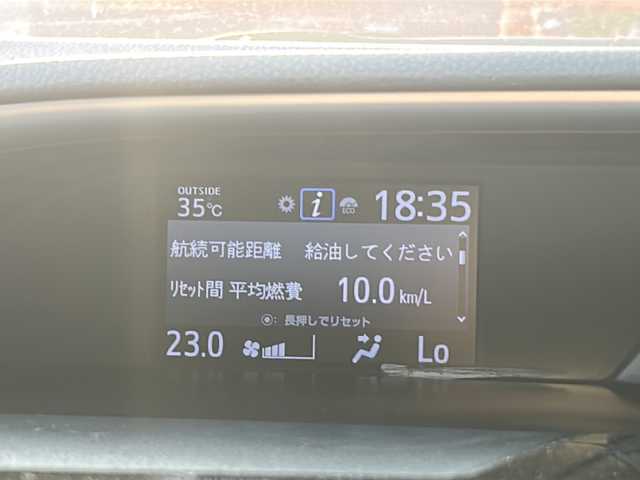 OUTSIDE
35℃ i ECO 18:35
航続可能距離 給油してください
ﾘｾｯﾄ間 平均燃費 10.0 km/L
◉: 長押しでリセット
23.0 Lo